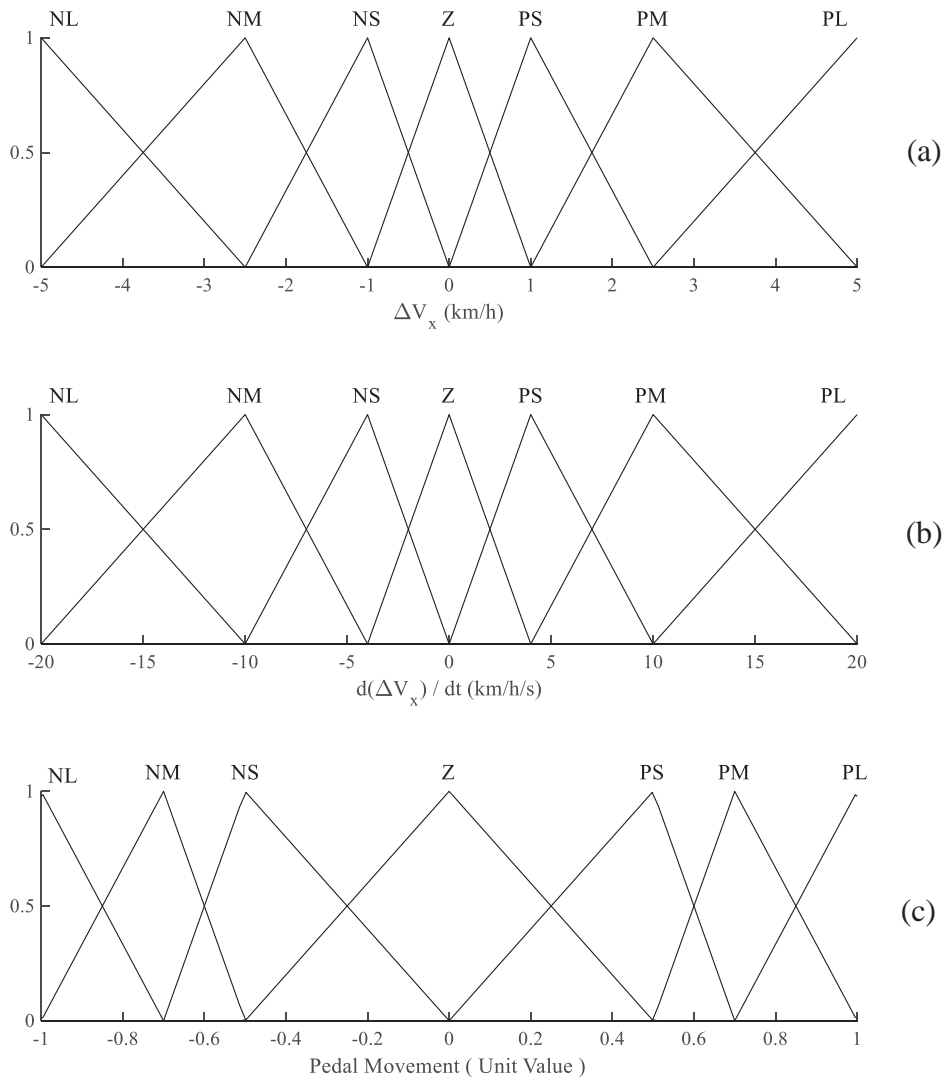 NL NM NS Z PS PM PL
1
0.5
(a)
0
-5 -4 -3 -2 -1 0 1 2 3 4 5
ΔVx (km/h)
NL NM NS Z PS PM PL
1
0.5
(b)
0
-20 -15 -10 -5 0 5 10 15 20
d(ΔVx) / dt (km/h/s)
NL NM NS Z PS PM PL
1
0.5
(c)
0
-1 -0.8 -0.6 -0.4 -0.2 0 0.2 0.4 0.6 0.8 1
Pedal Movement ( Unit Value )